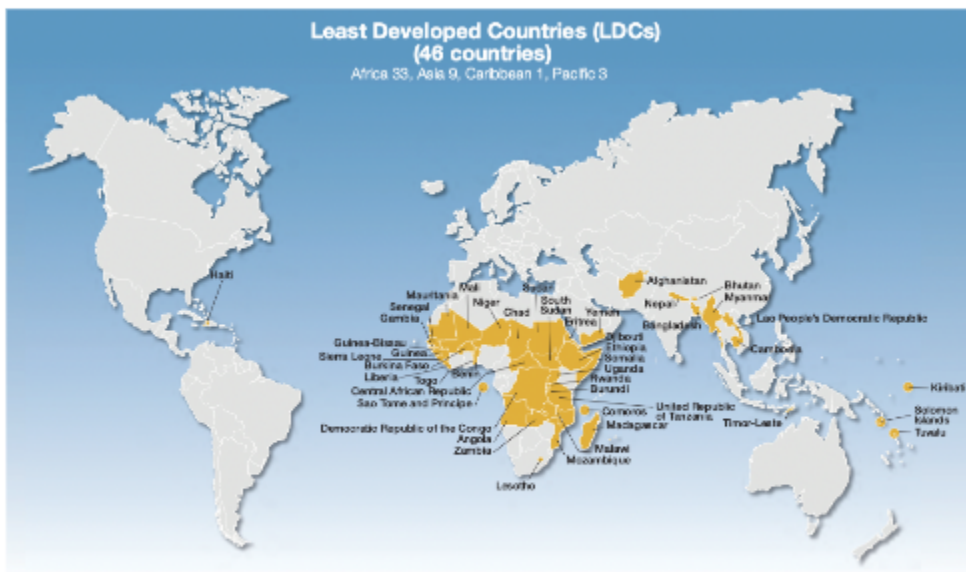 Least Developed Countries (LDCs)
(46 countries)
Africa 33, Asia 9, Caribbean 1, Pacific 3
Haiti
Mali
Sudan
Mauritania
Niger
South
Sudan
Senegal
Chad
Yemen
Gambia
Eritrea
Afghanistan
Bhutan
Nepal
Myanmar
Bangladesh
Lao People's Democratic Republic
Cambodia
Guinea-Bissau
Guinea
Sierra Leone
Burkina Faso
Liberia
Togo
Benin
Central African Republic
Sao Tome and Principe
Djibouti
Ethiopia
Somalia
Uganda
Rwanda
Burundi
United Republic
of Tanzania
Comoros
Madagascar
Timor-Leste
Kiribati
Solomon
Islands
Tuvalu
Democratic Republic of the Congo
Angola
Zambia
Malawi
Mozambique
Lesotho